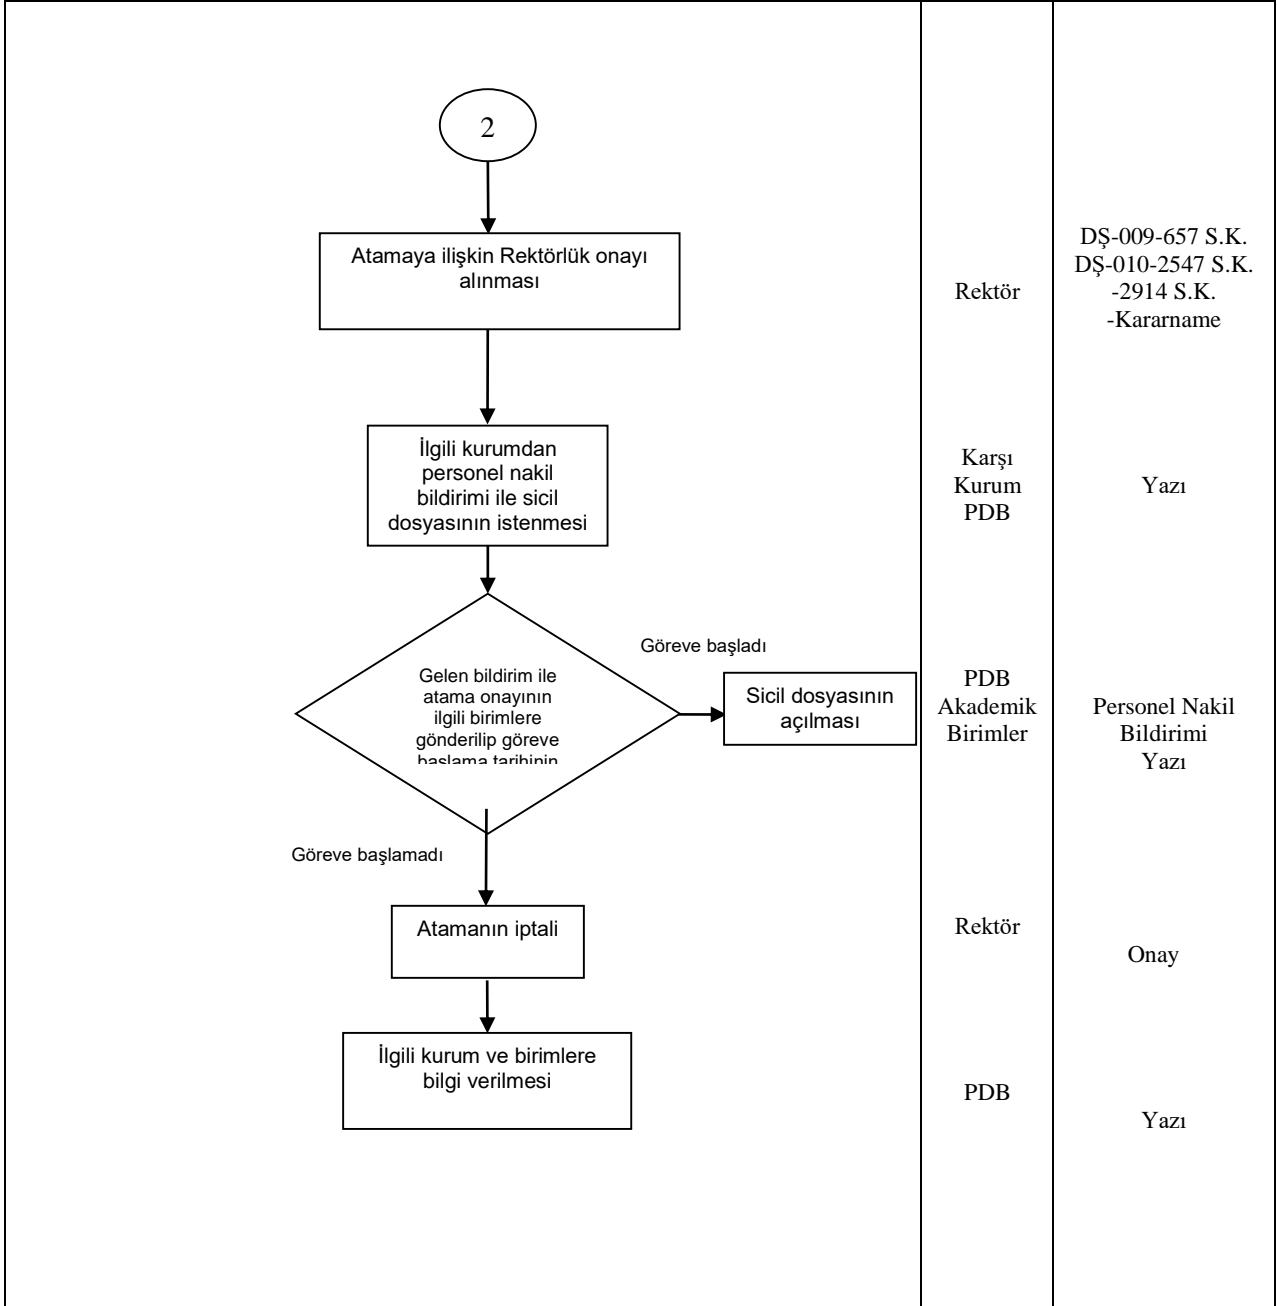 2
Atamaya ilişkin Rektörlük onayı
alınması
Rektör
DŞ-009-657 S.K.
DŞ-010-2547 S.K.
-2914 S.K.
-Kararname
İlgili kurumdan
personel nakil
bildirimi ile sicil
dosyasının istenmesi
Karşı
Kurum
PDB
Yazı
Gelen bildirim ile
atama onayının
ilgili birimlere
gönderilip göreve
başlama tarihinin
Göreve başladı
Sicil dosyasının
açılması
PDB
Akademik
Birimler
Personel Nakil
Bildirimi
Yazı
Göreve başlamadı
Atamanın iptali
Rektör
Onay
İlgili kurum ve birimlere
bilgi verilmesi
PDB
Yazı